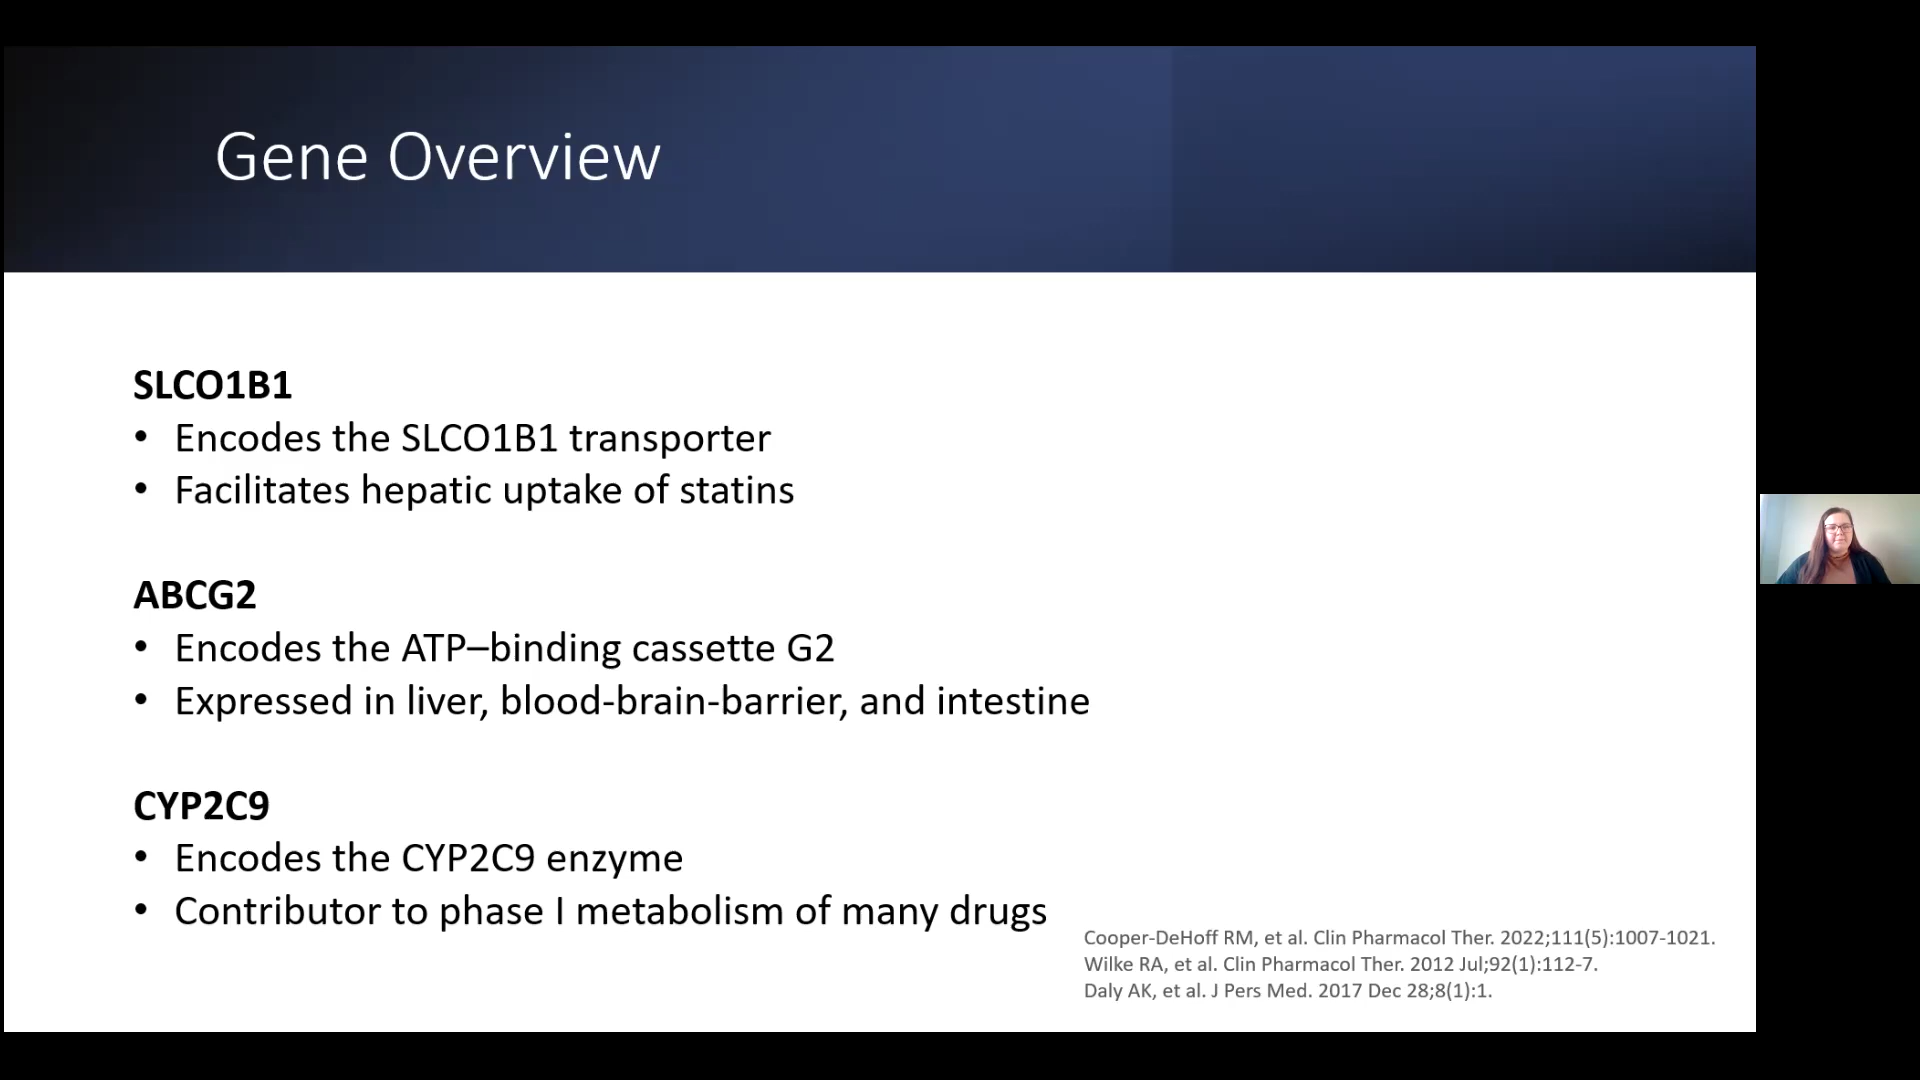 Gene Overview
SLCO1B1
• Encodes the SLCO1B1 transporter
• Facilitates hepatic uptake of statins
ABCG2
• Encodes the ATP–binding cassette G2
• Expressed in liver, blood-brain-barrier, and intestine
CYP2C9
• Encodes the CYP2C9 enzyme
• Contributor to phase I metabolism of many drugs
Cooper-DeHoff RM, et al. Clin Pharmacol Ther. 2022;111(5):1007-1021.
Wilke RA, et al. Clin Pharmacol Ther. 2012 Jul;92(1):112-7.
Daly AK, et al. J Pers Med. 2017 Dec 28;8(1):1.